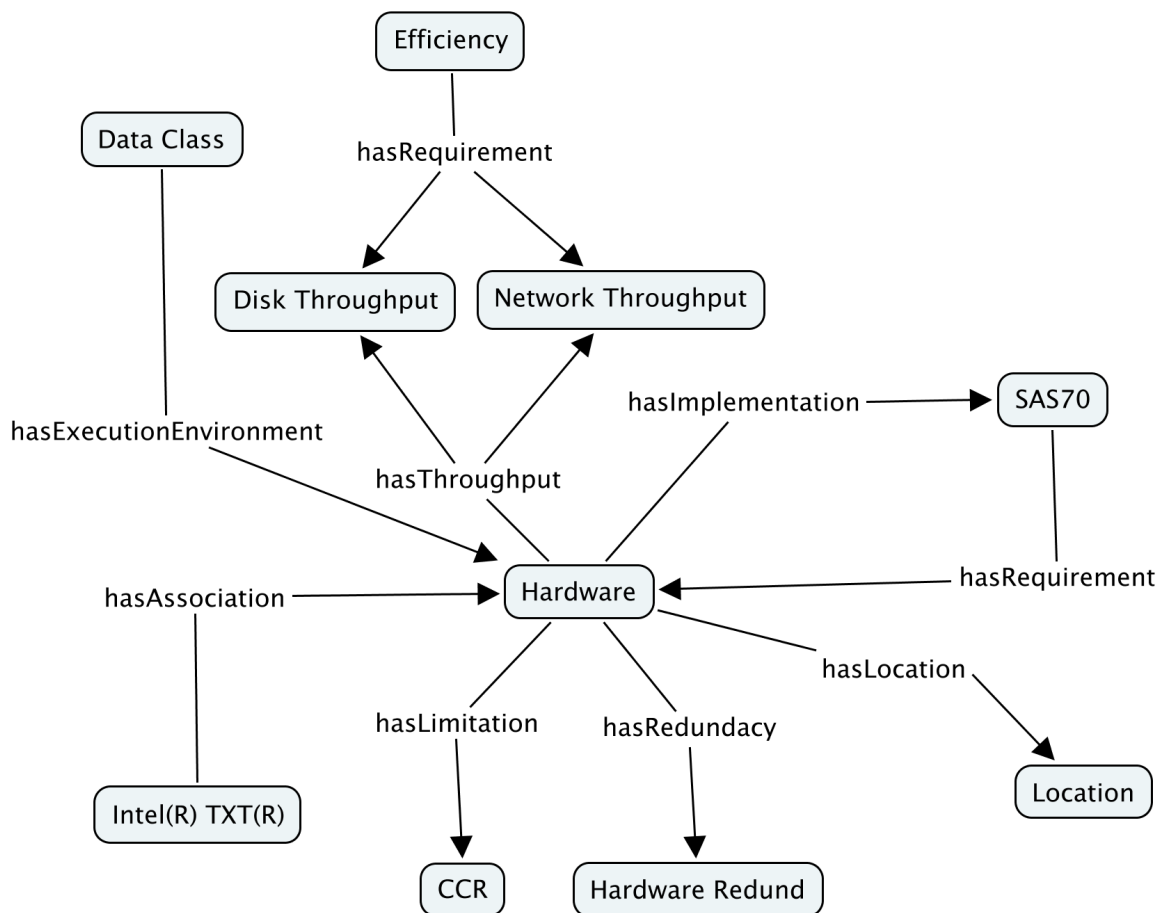 Efficiency
Data Class
hasRequirement
Disk Throughput
Network Throughput
hasImplementation
SAS70
hasExecutionEnvironment
hasThroughput
hasRequirement
hasAssociation
Hardware
hasLocation
hasLimitation
hasRedundacy
Location
Intel(R) TXT(R)
CCR
Hardware Redund